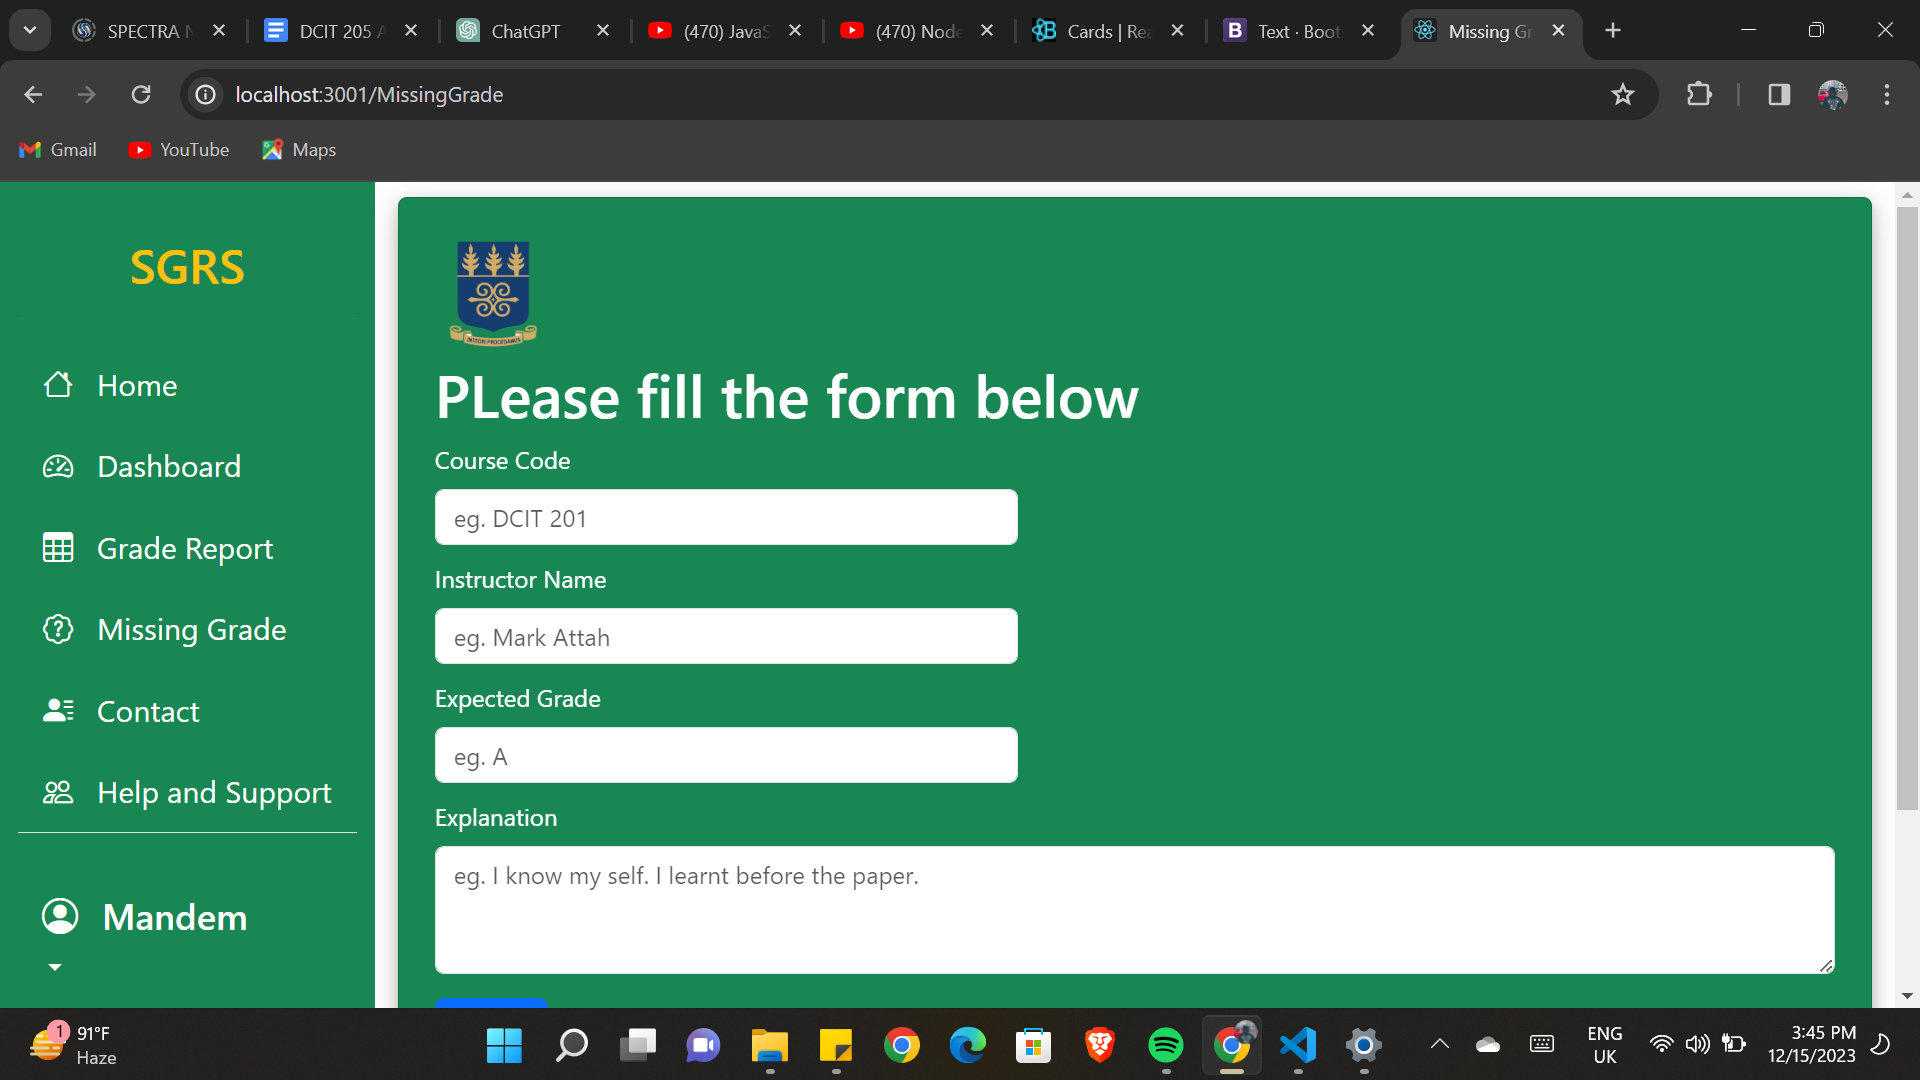 SPECTRA N
DCIT 205 A
ChatGPT
(470) JavaS
(470) Node
Cards | Rea
Text · Boot
Missing Gr
localhost:3001/MissingGrade
Gmail
YouTube
Maps
SGRS
Home
Dashboard
Grade Report
Missing Grade
Contact
Help and Support
Mandem
INTEGRI PROCEDAMUS
PLease fill the form below
Course Code
eg. DCIT 201
Instructor Name
eg. Mark Attah
Expected Grade
eg. A
Explanation
eg. I know my self. I learnt before the paper.
1
91°F
Haze
ENG
UK
3:45 PM
12/15/2023